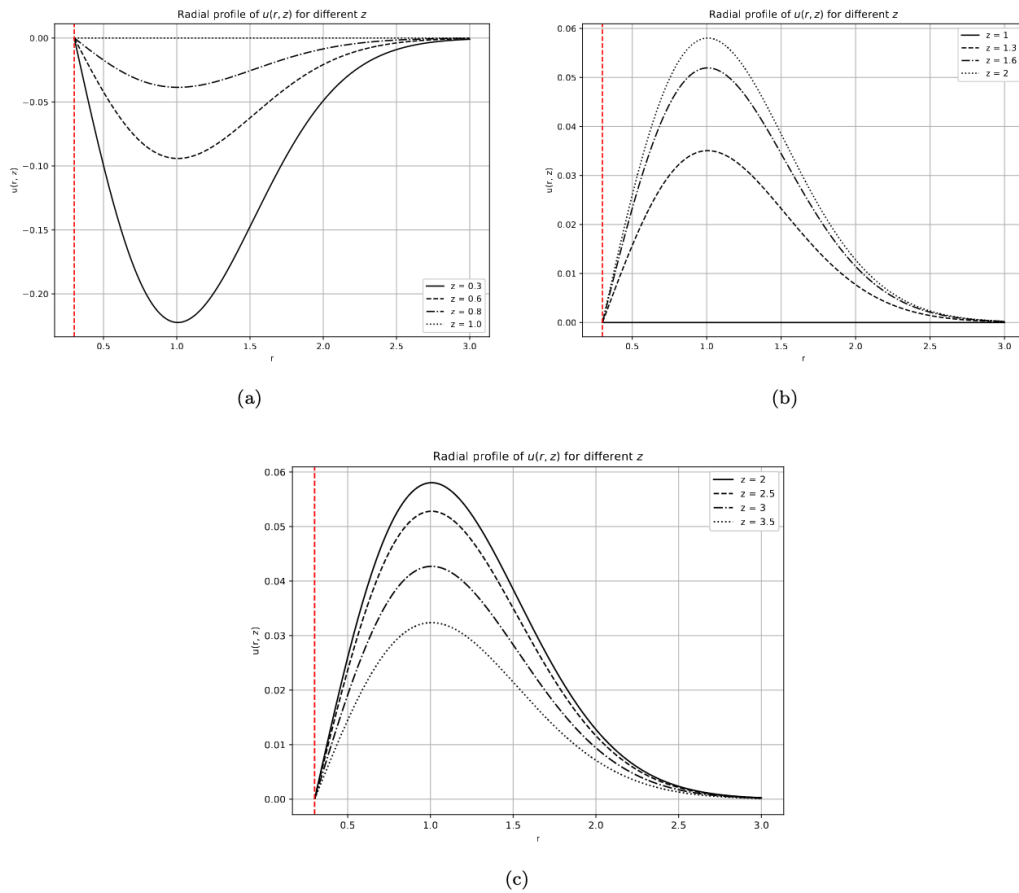 Radial profile of u(r, z) for different z
0.00
−0.05
−0.10
−0.15
−0.20
u(r, z)
z = 0.3
z = 0.6
z = 0.8
z = 1.0
0.5 1.0 1.5 2.0 2.5 3.0
r
(a)
Radial profile of u(r, z) for different z
0.06
0.05
0.04
0.03
0.02
0.01
0.00
u(r, z)
z = 1
z = 1.3
z = 1.6
z = 2
0.5 1.0 1.5 2.0 2.5 3.0
r
(b)
Radial profile of u(r, z) for different z
0.06
0.05
0.04
0.03
0.02
0.01
0.00
u(r, z)
z = 2
z = 2.5
z = 3
z = 3.5
0.5 1.0 1.5 2.0 2.5 3.0
r
(c)